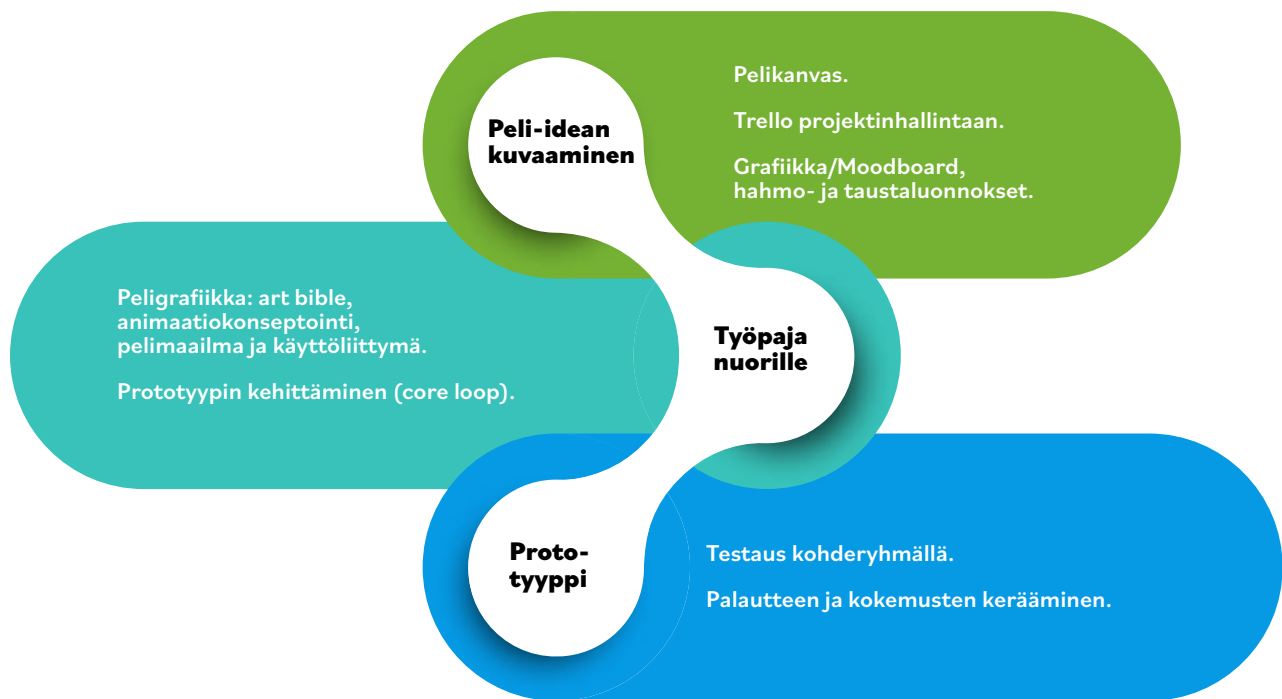 Peli-idean
kuvaaminen
Pelikanvas.
Trello projektinhallintaan.
Grafiikka/Moodboard,
hahmo- ja taustaluonnokset.
Työpaja
nuorille
Peligrafiikka: art bible,
animaatiokonseptointi,
pelimaailma ja käyttöliittymä.
Prototyypin kehittäminen (core loop).
Proto-
tyyppi
Testaus kohderyhmällä.
Palautteen ja kokemusten kerääminen.